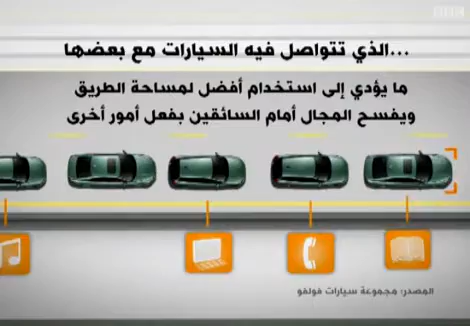 BBC
...الذي تتواصل فيه السيارات مع بعضها
ما يؤدي إلى استخدام أفضل لمساحة الطريق
ويفسح المجال أمام السائقين بفعل أمور أخرى
المصدر: مجموعة سيارات فولفو